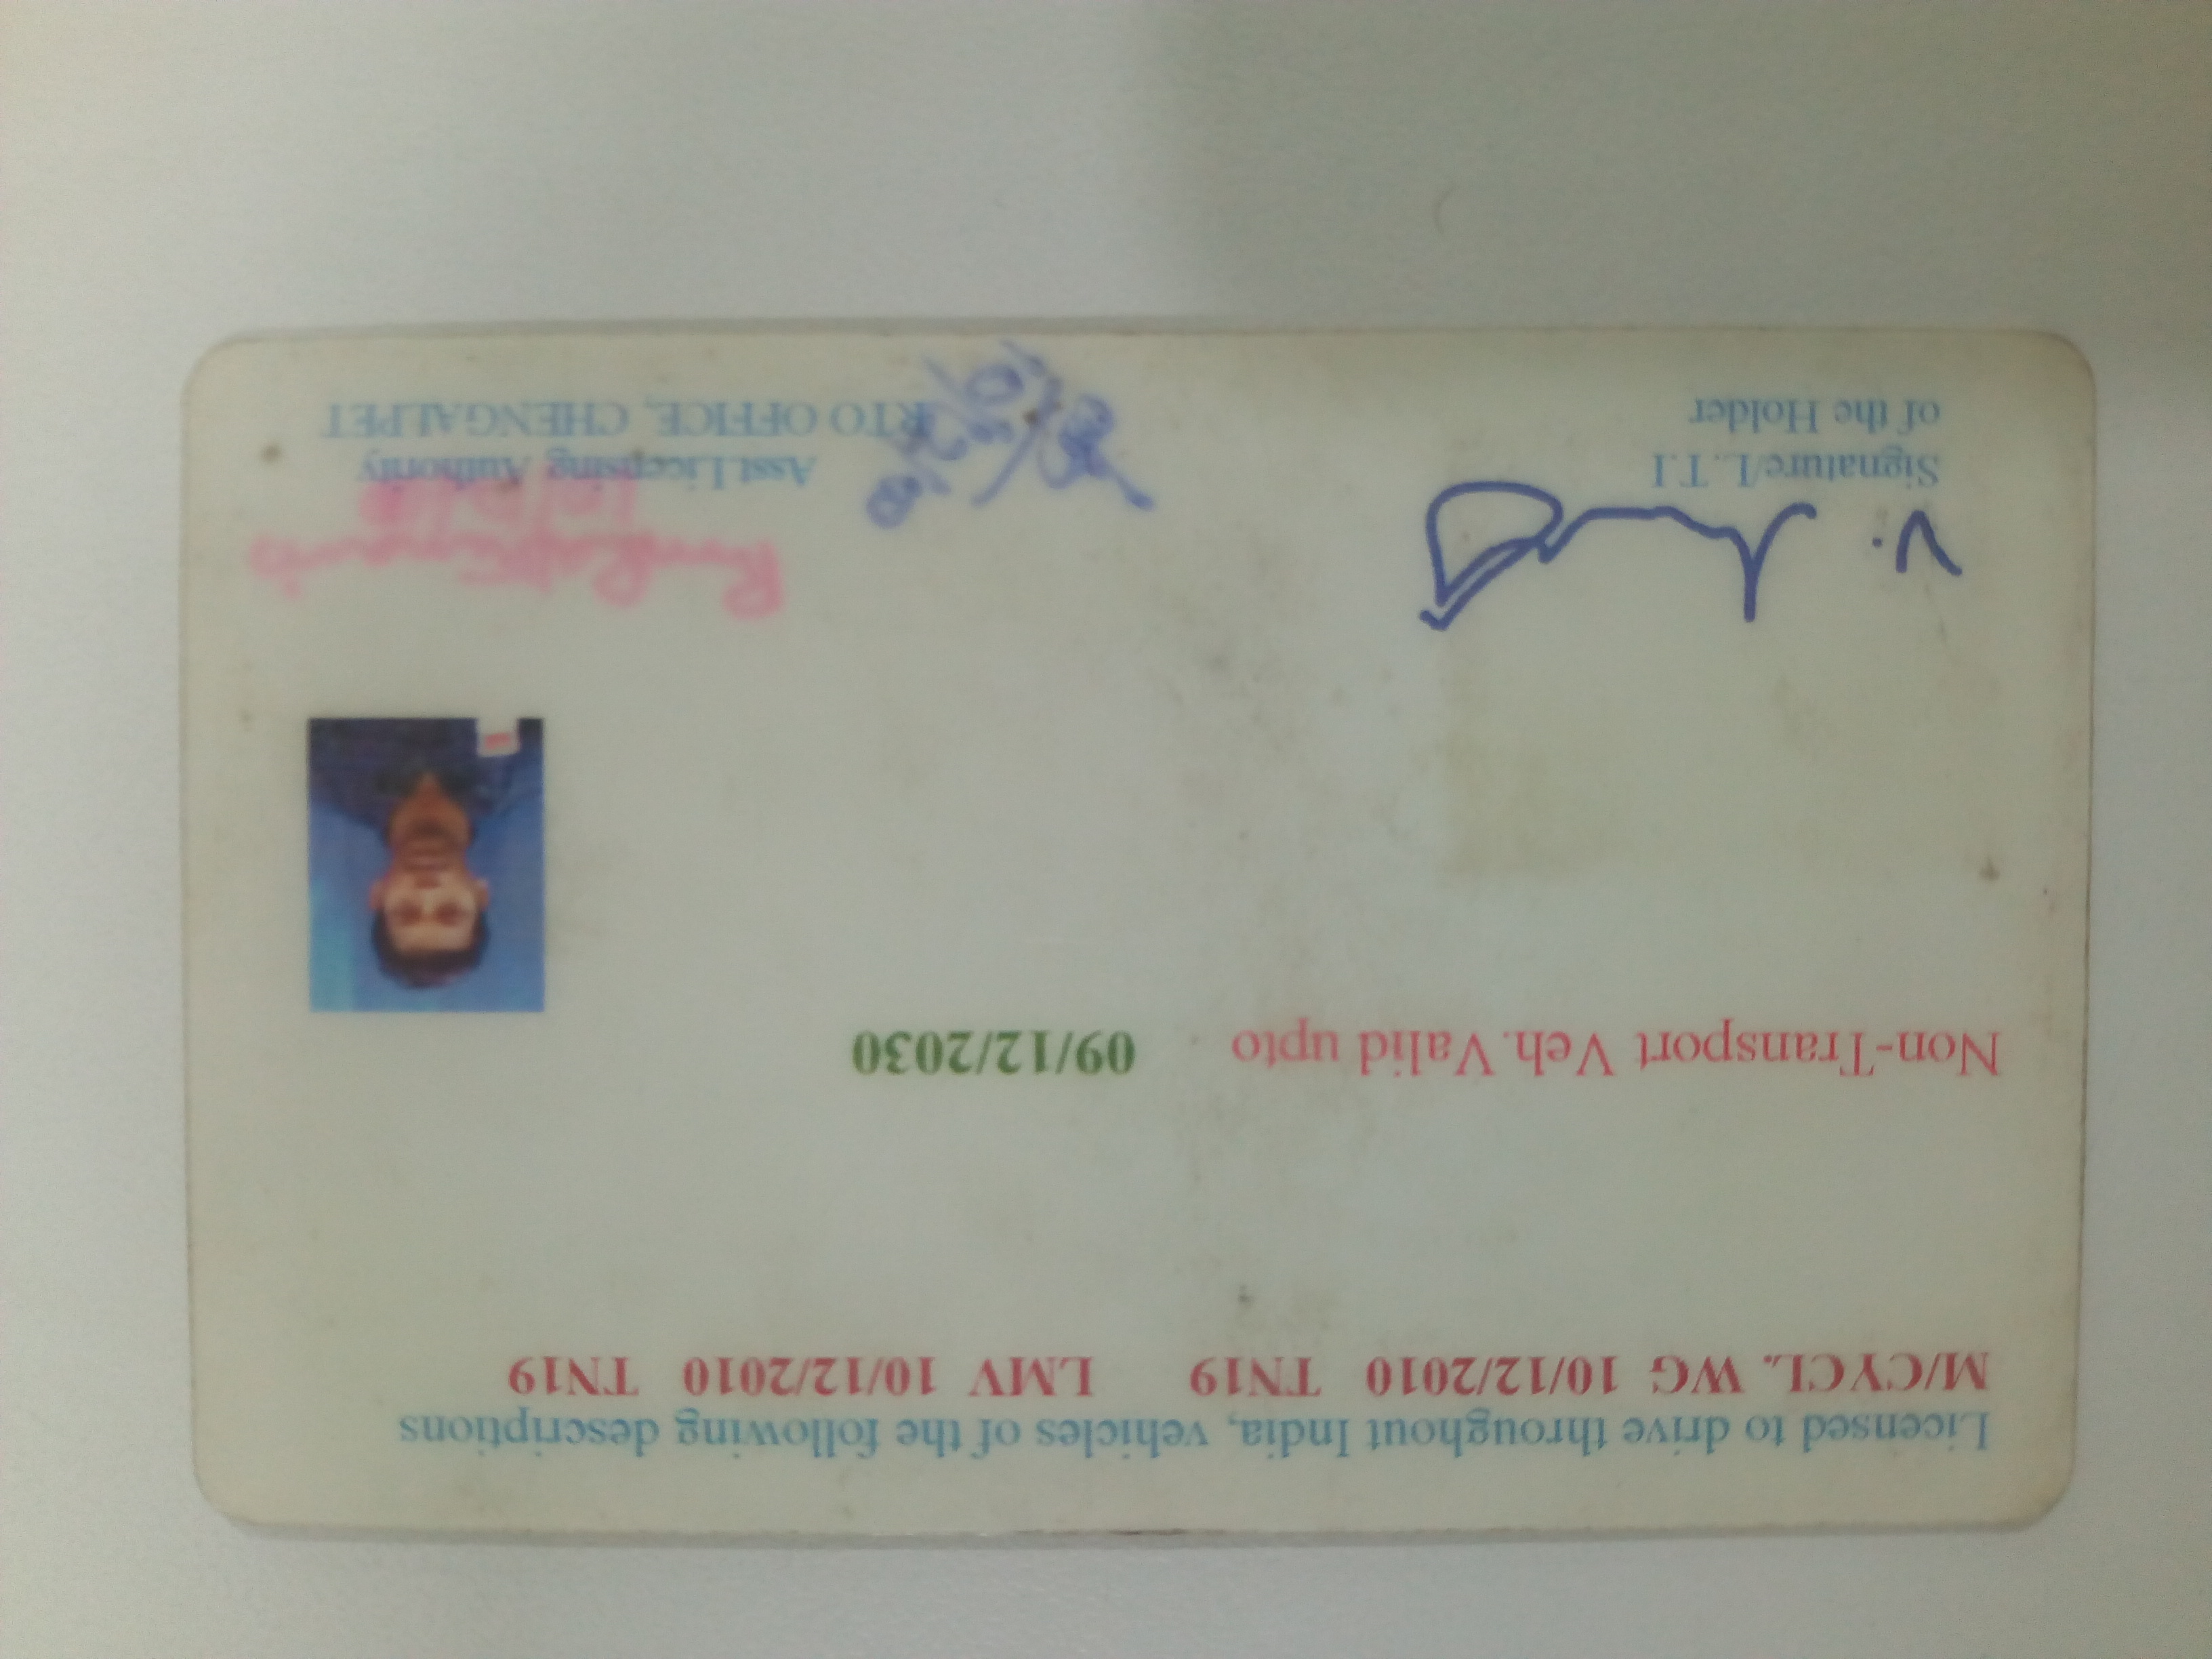 Licensed to drive throughout India, vehicles of the following descriptions
M/CYCL. WG 10/12/2010 TN19 LMV 10/12/2010 TN19
Non-Transport Veh. Valid upto 09/12/2030
Signature/L.T.I
of the Holder
Asst.Licensing Authority
RTO OFFICE, CHENGALPET